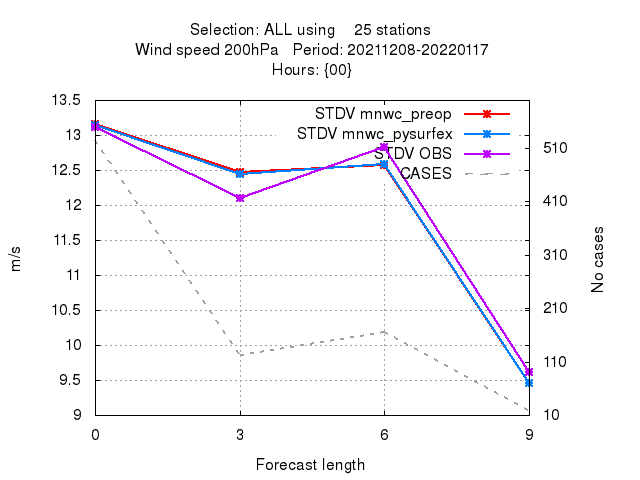 Selection: ALL using 25 stations
Wind speed 200hPa Period: 20211208-20220117
Hours: {00}
STDV mnwc_preop
STDV mnwc_pysurfex
STDV OBS
CASES
13.5
13
12.5
12
11.5
11
10.5
10
9.5
9
m/s
510
410
310
210
110
10
No cases
0 3 6 9
Forecast length